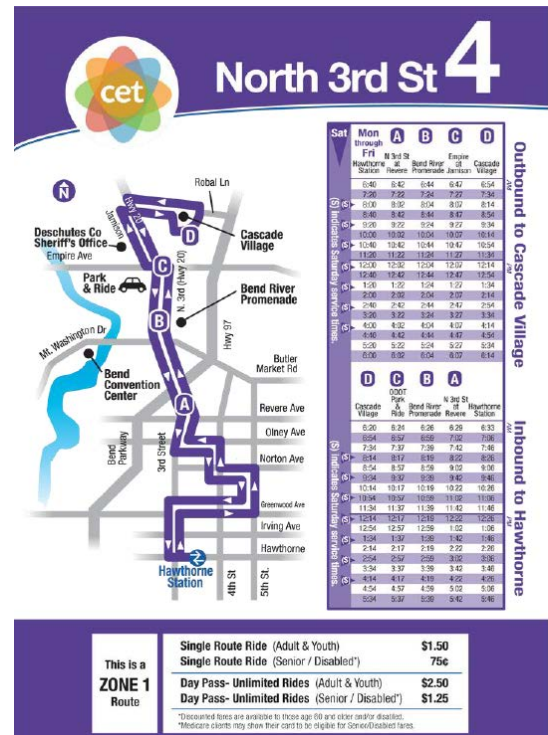 cet
North 3rd St 4
N
Robal Ln
Hwy 20
Jamison
Deschutes Co
Sheriff's Office
Empire Ave
Cascade
Village
D
C
Park
& Ride
N. 3rd (Hwy 20)
Bend River
Promenade
B
Mt. Washington Dr
Hwy 97
Bend
Convention
Center
Butler
Market Rd
A
Revere Ave
Olney Ave
Bend
Parkway
3rd Street
Norton Ave
Greenwood Ave
Irving Ave
Hawthorne
Hawthorne
Station
4th St
5th St.
Outbound to Cascade Village
Sat Mon through Fri A B C D
Hawthorne Station N 3rd St at Revere Bend River Promenade Empire at Jamison Cascade Village
AM
6:40 6:42 6:44 6:47 6:54
7:20 7:22 7:24 7:27 7:34
(S) 8:00 8:02 8:04 8:07 8:14
8:40 8:42 8:44 8:47 8:54
(S) 9:20 9:22 9:24 9:27 9:34
10:00 10:02 10:04 10:07 10:14
(S) 10:40 10:42 10:44 10:47 10:54
11:20 11:22 11:24 11:27 11:34
(S) 12:00 12:02 12:04 12:07 12:14
PM
12:40 12:42 12:44 12:47 12:54
(S) 1:20 1:22 1:24 1:27 1:34
2:00 2:02 2:04 2:07 2:14
(S) 2:40 2:42 2:44 2:47 2:54
3:20 3:22 3:24 3:27 3:34
(S) 4:00 4:02 4:04 4:07 4:14
4:40 4:42 4:44 4:47 4:54
5:20 5:22 5:24 5:27 5:34
6:00 6:02 6:04 6:07 6:14
(S) indicates Saturday service times.
Inbound to Hawthorne
D C B A
Cascade Village ODOT Park & Ride Bend River Promenade N 3rd St at Revere Hawthorne Station
AM
6:20 6:24 6:26 6:29 6:33
6:54 6:57 6:59 7:02 7:06
7:34 7:37 7:39 7:42 7:46
(S) 8:14 8:17 8:19 8:22 8:26
8:54 8:57 8:59 9:02 9:06
(S) 9:34 9:37 9:39 9:42 9:46
10:14 10:17 10:19 10:22 10:26
(S) 10:54 10:57 10:59 11:02 11:06
11:34 11:37 11:39 11:42 11:46
(S) 12:14 12:17 12:19 12:22 12:26
PM
12:54 12:57 12:59 1:02 1:06
(S) 1:34 1:37 1:39 1:42 1:46
2:14 2:17 2:19 2:22 2:26
(S) 2:54 2:57 2:59 3:02 3:06
3:34 3:37 3:39 3:42 3:46
(S) 4:14 4:17 4:19 4:22 4:26
4:54 4:57 4:59 5:02 5:06
5:34 5:37 5:39 5:42 5:46
(S) indicates Saturday service times.
This is a
ZONE 1
Route
Single Route Ride (Adult & Youth) $1.50
Single Route Ride (Senior / Disabled*) 75¢
Day Pass- Unlimited Rides (Adult & Youth) $2.50
Day Pass- Unlimited Rides (Senior / Disabled*) $1.25
*Discounted fares are available to those age 60 and older and/or disabled.
*Medicare clients may show their card to be eligible for Senior/Disabled fares.